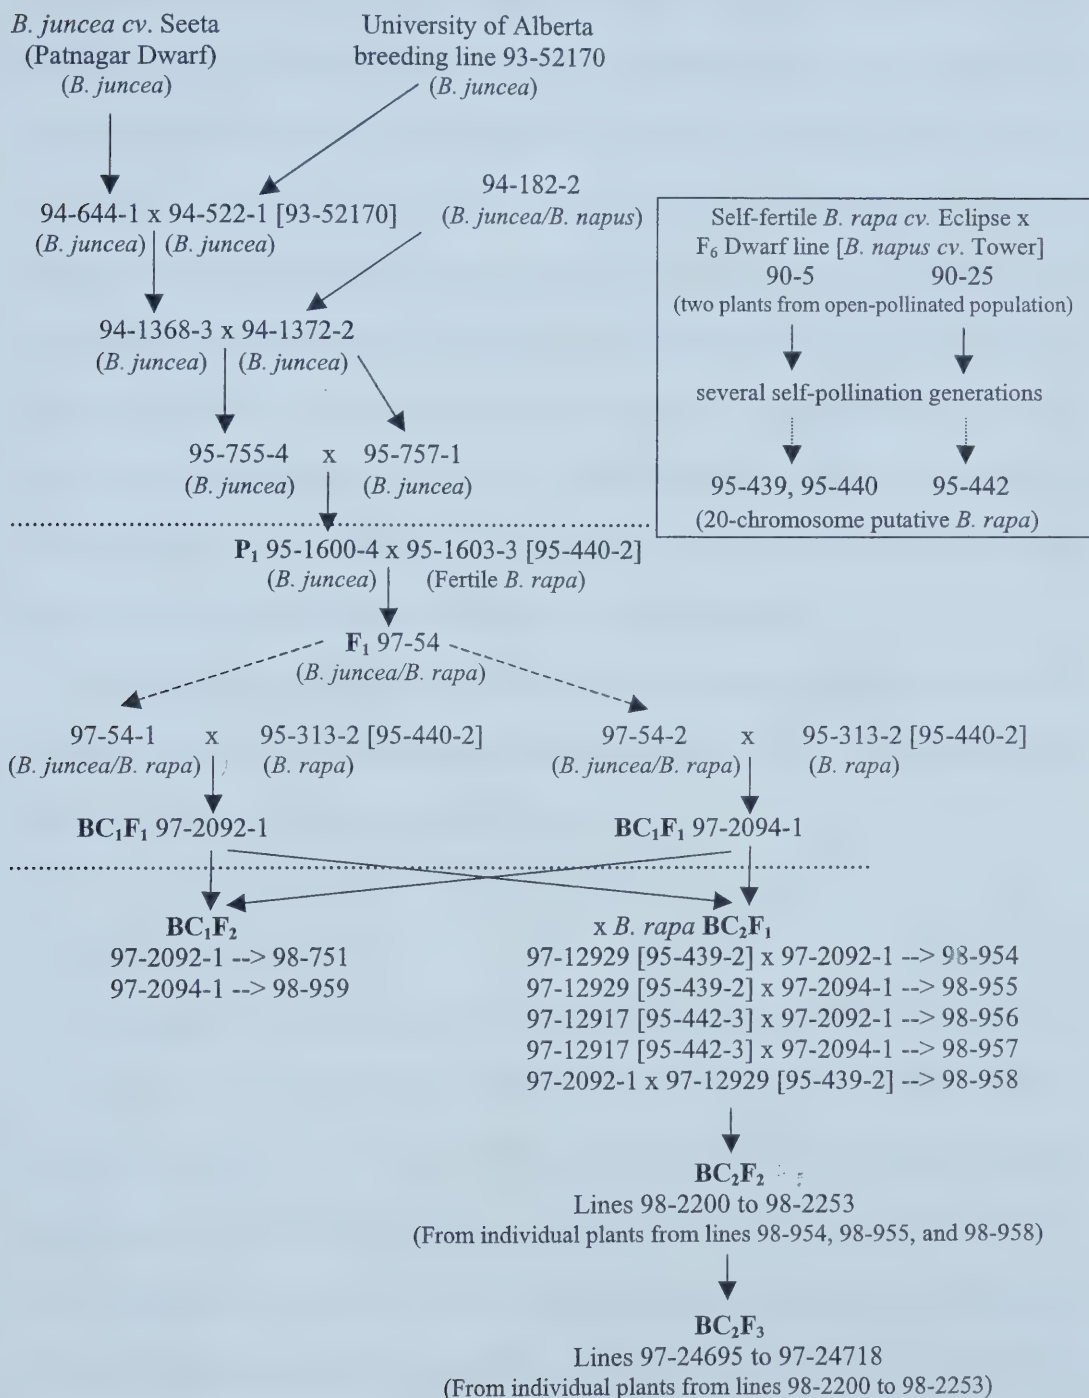 B. juncea cv. Seeta
(Patnagar Dwarf)
(B. juncea)
University of Alberta
breeding line 93-52170
(B. juncea)
94-182-2
(B. juncea/B. napus)
94-644-1 x 94-522-1 [93-52170]
(B. juncea) (B. juncea)
Self-fertile B. rapa cv. Eclipse x
F₆ Dwarf line [B. napus cv. Tower]
90-5 90-25
(two plants from open-pollinated population)
several self-pollination generations
95-439, 95-440 95-442
(20-chromosome putative B. rapa)
94-1368-3 x 94-1372-2
(B. juncea) (B. juncea)
95-755-4 x 95-757-1
(B. juncea) (B. juncea)
P₁ 95-1600-4 x 95-1603-3 [95-440-2]
(B. juncea) (Fertile B. rapa)
F₁ 97-54
(B. juncea/B. rapa)
97-54-1 x 95-313-2 [95-440-2]
(B. juncea/B. rapa) (B. rapa)
97-54-2 x 95-313-2 [95-440-2]
(B. juncea/B. rapa) (B. rapa)
BC₁F₁ 97-2092-1
BC₁F₁ 97-2094-1
BC₁F₂
97-2092-1 --> 98-751
97-2094-1 --> 98-959
x B. rapa BC₂F₁
97-12929 [95-439-2] x 97-2092-1 --> 98-954
97-12929 [95-439-2] x 97-2094-1 --> 98-955
97-12917 [95-442-3] x 97-2092-1 --> 98-956
97-12917 [95-442-3] x 97-2094-1 --> 98-957
97-2092-1 x 97-12929 [95-439-2] --> 98-958
BC₂F₂
Lines 98-2200 to 98-2253
(From individual plants from lines 98-954, 98-955, and 98-958)
BC₂F₃
Lines 97-24695 to 97-24718
(From individual plants from lines 98-2200 to 98-2253)